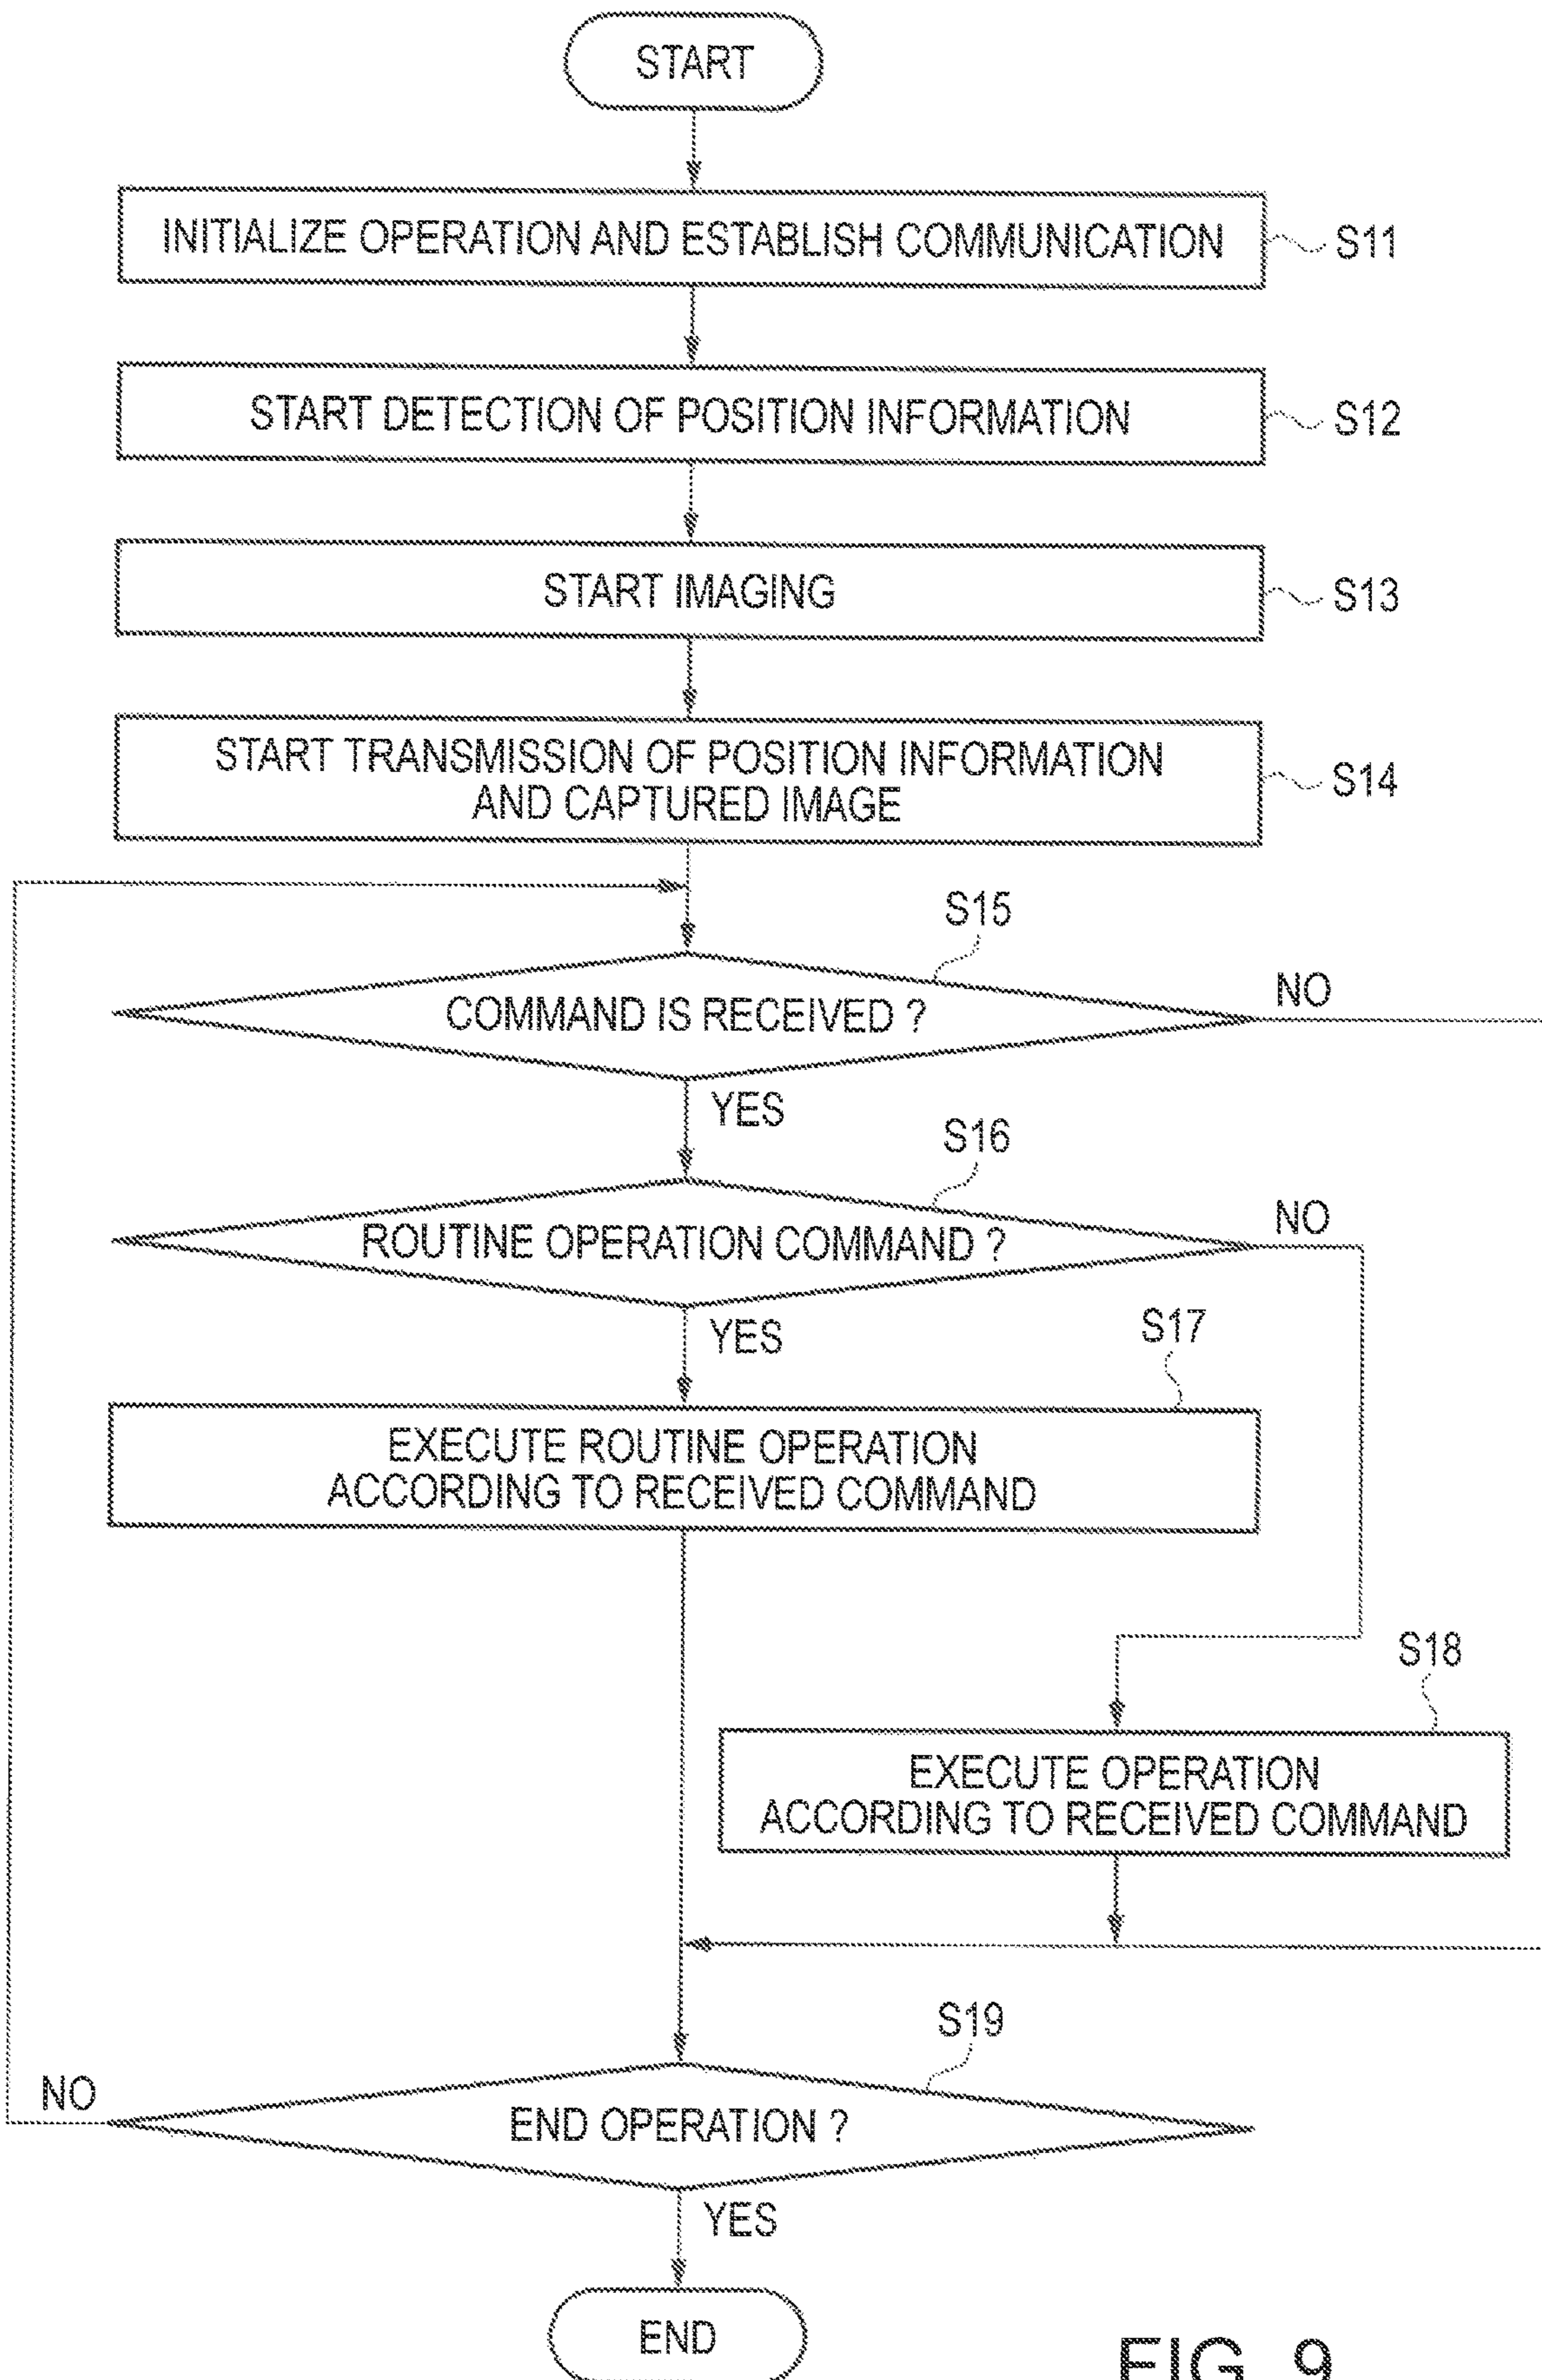 START
INITIALIZE OPERATION AND ESTABLISH COMMUNICATION
S11
START DETECTION OF POSITION INFORMATION
S12
START IMAGING
S13
START TRANSMISSION OF POSITION INFORMATION
AND CAPTURED IMAGE
S14
S15
COMMAND IS RECEIVED ?
NO
YES
S16
ROUTINE OPERATION COMMAND ?
NO
YES
S17
EXECUTE ROUTINE OPERATION
ACCORDING TO RECEIVED COMMAND
S18
EXECUTE OPERATION
ACCORDING TO RECEIVED COMMAND
S19
NO
END OPERATION ?
YES
END
FIG. 9